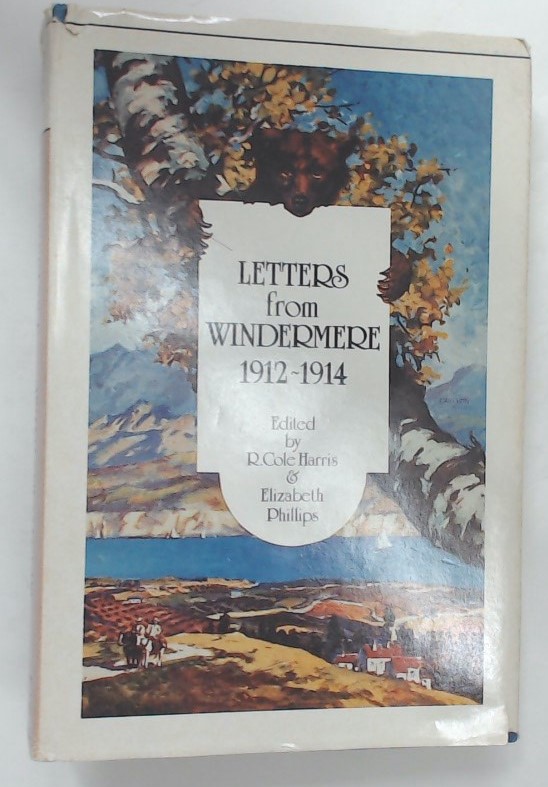 LETTERS
from
WINDERMERE
1912~1914
Edited
by
R. Cole Harris
&
Elizabeth
Phillips